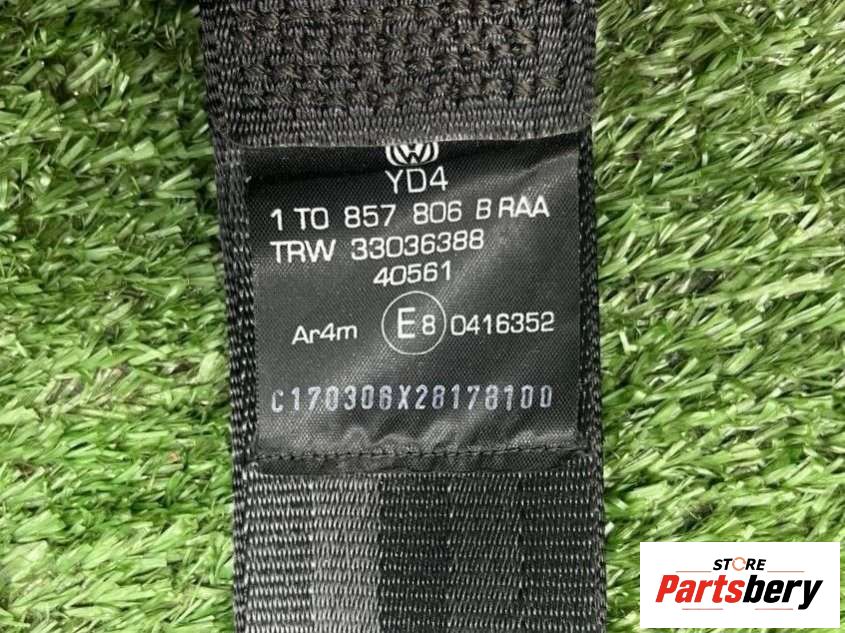 YD4
1T0 857 806 B RAA
TRW 33036388
40561
Ar4m E8 0416352
C170306X28178100
STORE
Partsbery